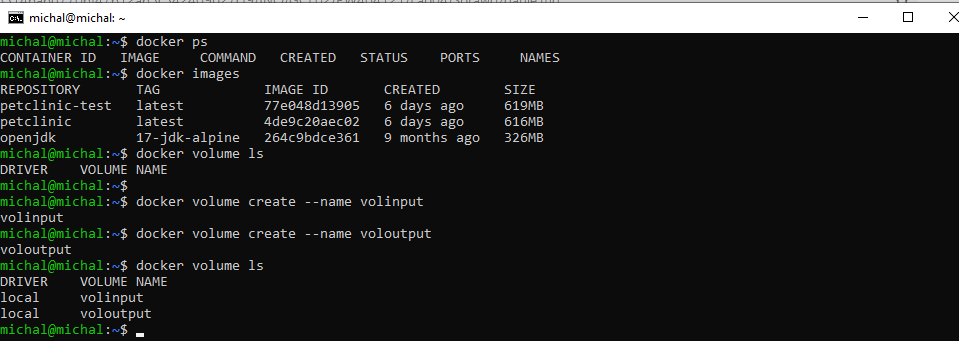 michal@michal: ~
michal@michal:~$ docker ps
CONTAINER ID   IMAGE     COMMAND   CREATED   STATUS    PORTS     NAMES
michal@michal:~$ docker images
REPOSITORY       TAG             IMAGE ID       CREATED        SIZE
petclinic-test   latest          77e048d13905   6 days ago     619MB
petclinic        latest          4de9c20aec02   6 days ago     616MB
openjdk          17-jdk-alpine   264c9bdce361   9 months ago   326MB
michal@michal:~$ docker volume ls
DRIVER    VOLUME NAME
michal@michal:~$
michal@michal:~$ docker volume create --name volinput
volinput
michal@michal:~$ docker volume create --name voloutput
voloutput
michal@michal:~$ docker volume ls
DRIVER    VOLUME NAME
local     volinput
local     voloutput
michal@michal:~$